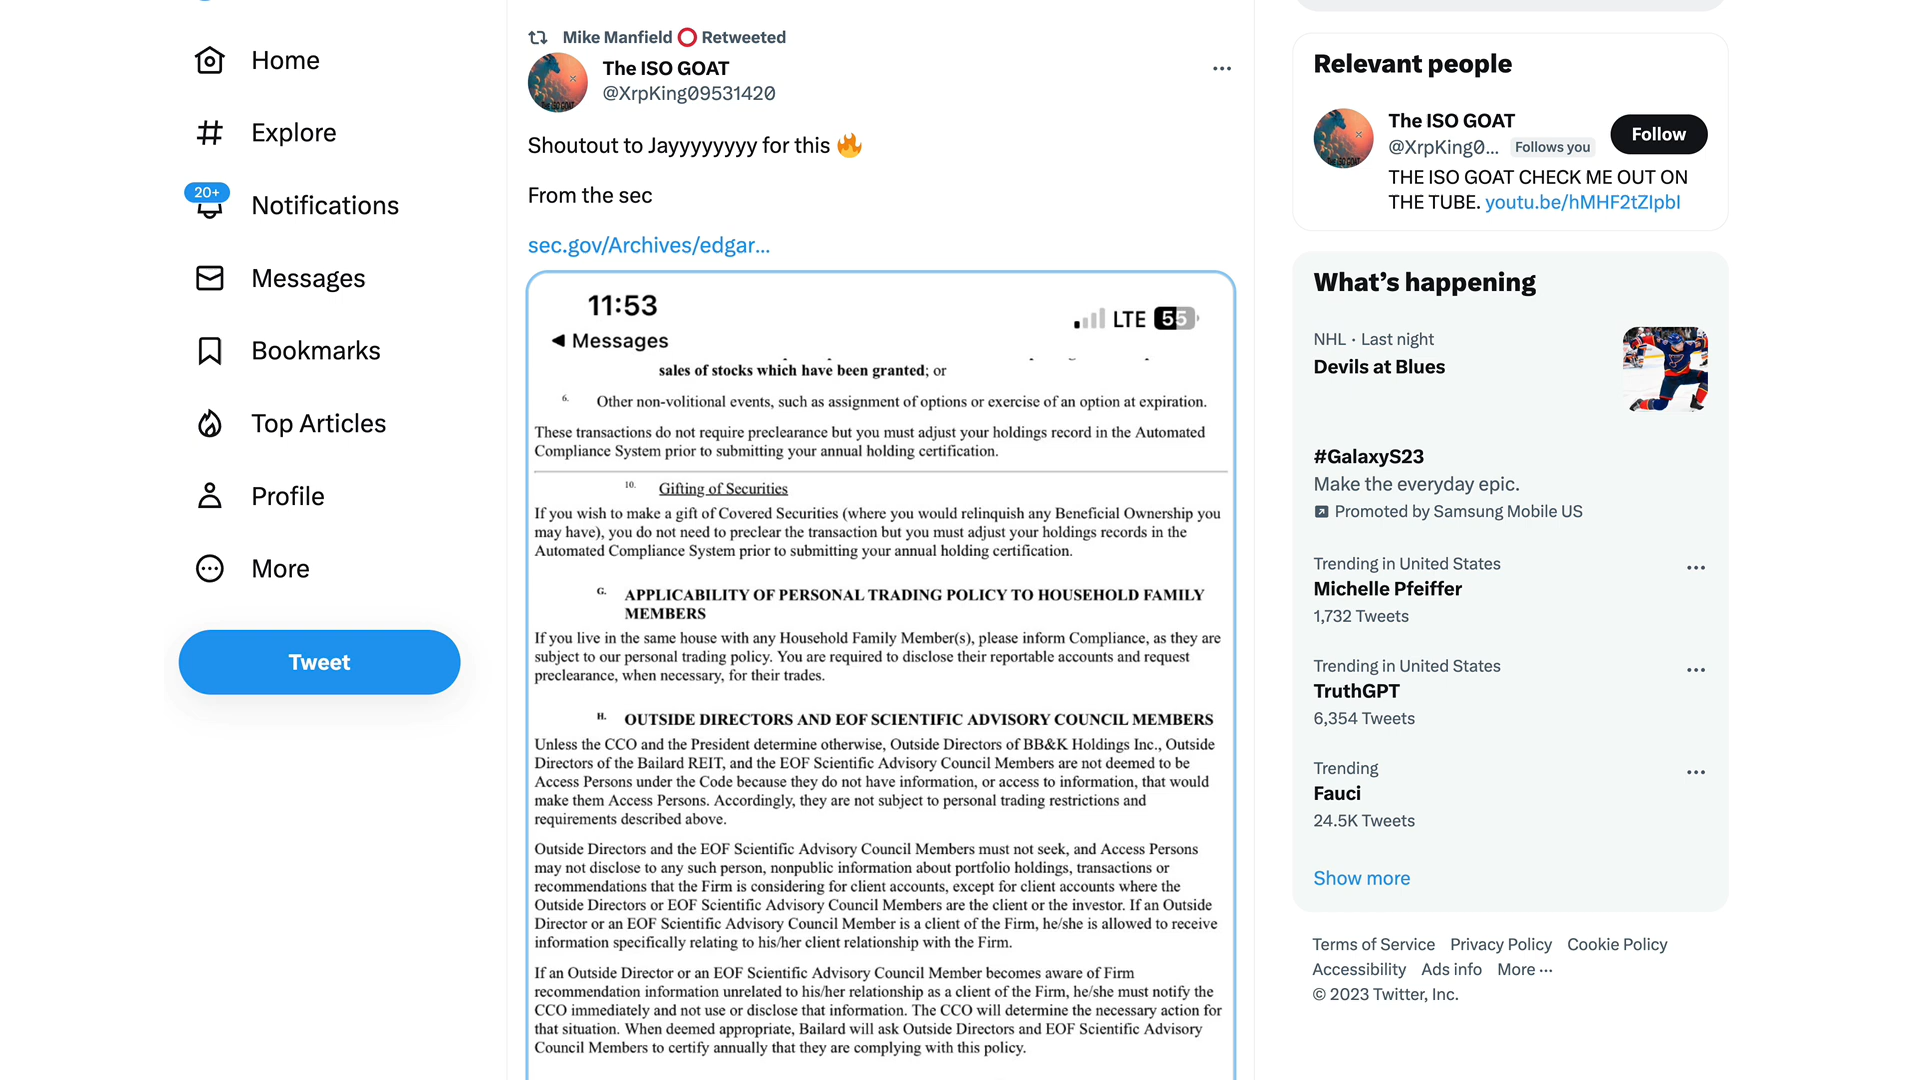 Home
Explore
20+
Notifications
Messages
Bookmarks
Top Articles
Profile
More
Tweet
Mike Manfield ⭕ Retweeted
The ISO GOAT
@XrpKing09531420
Shoutout to Jayyyyyyyy for this 🔥
From the sec
sec.gov/Archives/edgar...
11:53
LTE 55
◀ Messages
sales of stocks which have been granted; or
6. Other non-volitional events, such as assignment of options or exercise of an option at expiration.
These transactions do not require preclearance but you must adjust your holdings record in the Automated
Compliance System prior to submitting your annual holding certification.
10. Gifting of Securities
If you wish to make a gift of Covered Securities (where you would relinquish any Beneficial Ownership you
may have), you do not need to preclear the transaction but you must adjust your holdings records in the
Automated Compliance System prior to submitting your annual holding certification.
G. APPLICABILITY OF PERSONAL TRADING POLICY TO HOUSEHOLD FAMILY
MEMBERS
If you live in the same house with any Household Family Member(s), please inform Compliance, as they are
subject to our personal trading policy. You are required to disclose their reportable accounts and request
preclearance, when necessary, for their trades.
H. OUTSIDE DIRECTORS AND EOF SCIENTIFIC ADVISORY COUNCIL MEMBERS
Unless the CCO and the President determine otherwise, Outside Directors of BB&K Holdings Inc., Outside
Directors of the Bailard REIT, and the EOF Scientific Advisory Council Members are not deemed to be
Access Persons under the Code because they do not have information, or access to information, that would
make them Access Persons. Accordingly, they are not subject to personal trading restrictions and
requirements described above.
Outside Directors and the EOF Scientific Advisory Council Members must not seek, and Access Persons
may not disclose to any such person, nonpublic information about portfolio holdings, transactions or
recommendations that the Firm is considering for client accounts, except for client accounts where the
Outside Directors or EOF Scientific Advisory Council Members are the client or the investor. If an Outside
Director or an EOF Scientific Advisory Council Member is a client of the Firm, he/she is allowed to receive
information specifically relating to his/her client relationship with the Firm.
If an Outside Director or an EOF Scientific Advisory Council Member becomes aware of Firm
recommendation information unrelated to his/her relationship as a client of the Firm, he/she must notify the
CCO immediately and not use or disclose that information. The CCO will determine the necessary action for
that situation. When deemed appropriate, Bailard will ask Outside Directors and EOF Scientific Advisory
Council Members to certify annually that they are complying with this policy.
Relevant people
The ISO GOAT
@XrpKing0... Follows you
Follow
THE ISO GOAT CHECK ME OUT ON
THE TUBE. youtu.be/hMHF2tZIpbI
What's happening
NHL · Last night
Devils at Blues
#GalaxyS23
Make the everyday epic.
Promoted by Samsung Mobile US
Trending in United States
Michelle Pfeiffer
1,732 Tweets
Trending in United States
TruthGPT
6,354 Tweets
Trending
Fauci
24.5K Tweets
Show more
Terms of Service Privacy Policy Cookie Policy
Accessibility Ads info More ...
© 2023 Twitter, Inc.